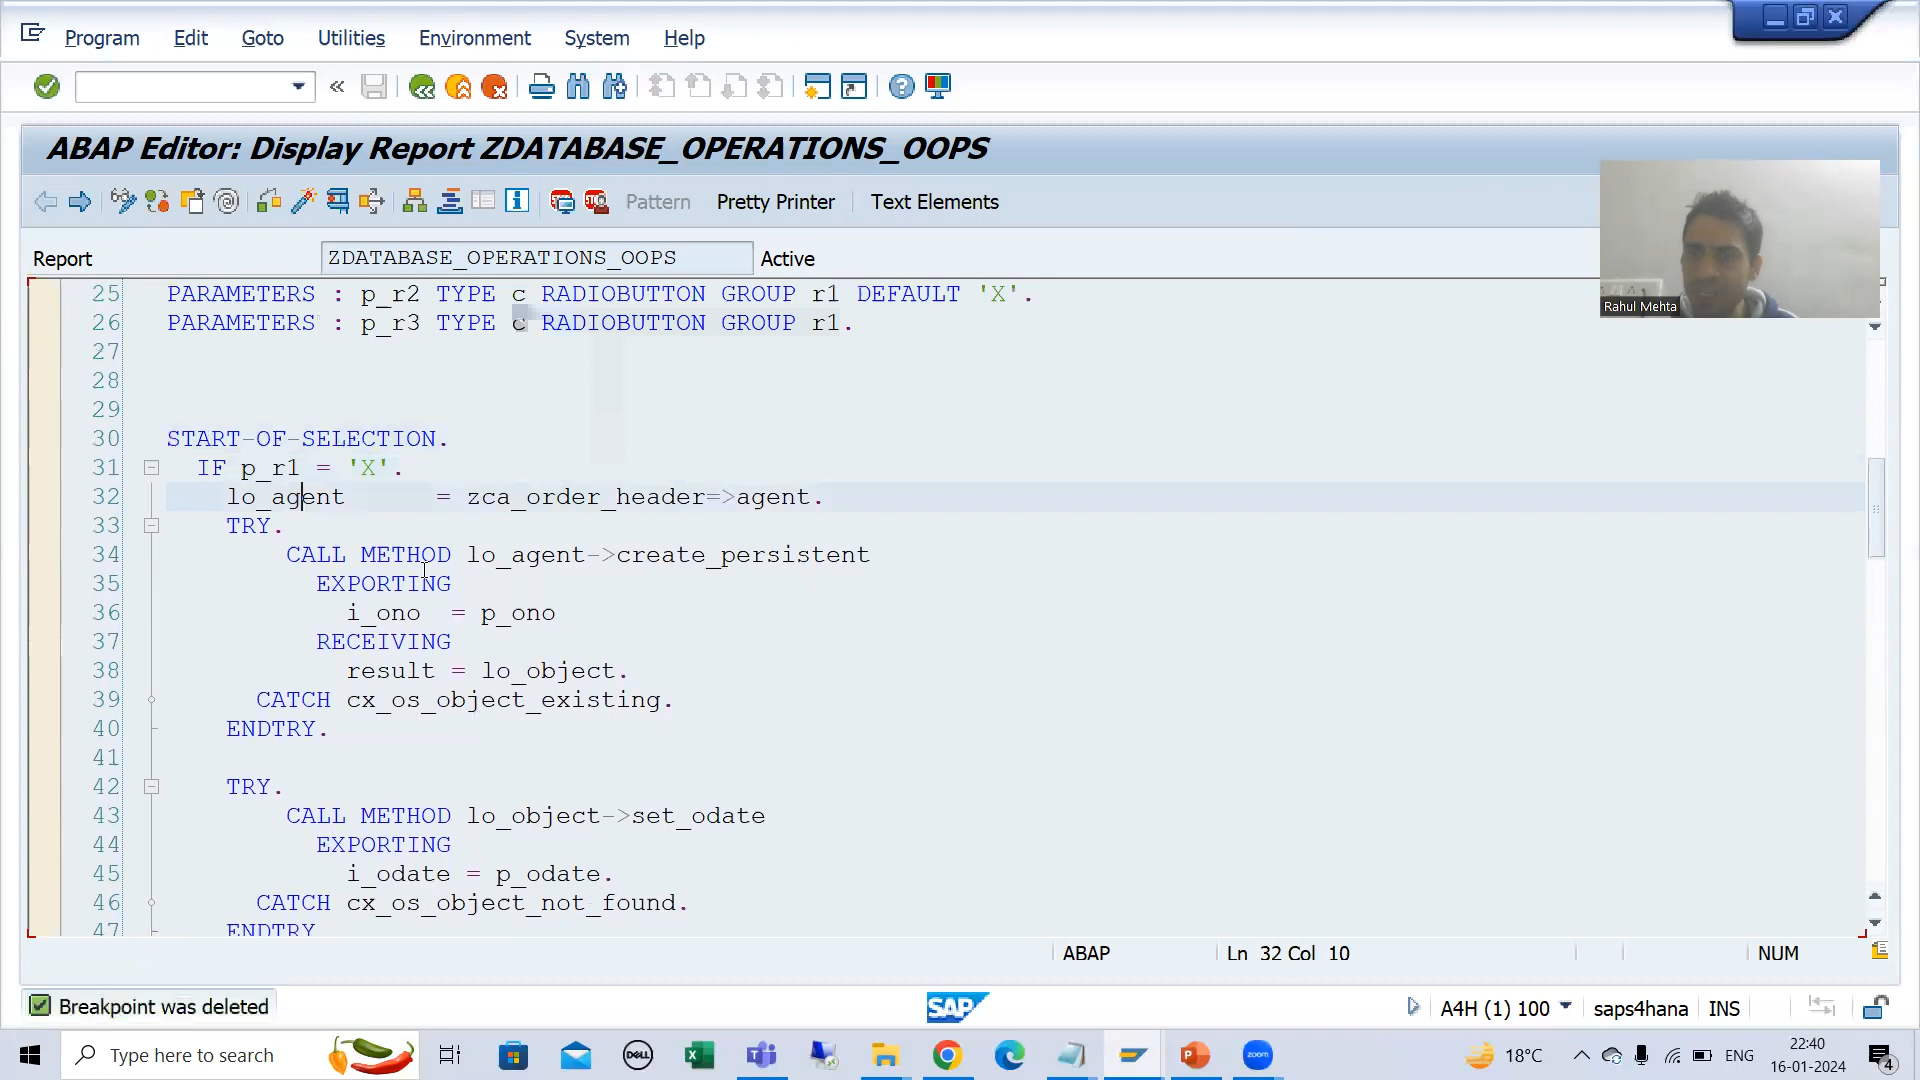 Program Edit Goto Utilities Environment System Help
ABAP Editor: Display Report ZDATABASE_OPERATIONS_OOPS
Pattern Pretty Printer Text Elements
Report ZDATABASE_OPERATIONS_OOPS Active
Rahul Mehta
25 PARAMETERS : p_r2 TYPE c RADIOBUTTON GROUP r1 DEFAULT 'X'.
26 PARAMETERS : p_r3 TYPE c RADIOBUTTON GROUP r1.
27
28
29
30 START-OF-SELECTION.
31 IF p_r1 = 'X'.
32 lo_agent = zca_order_header=>agent.
33 TRY.
34 CALL METHOD lo_agent->create_persistent
35 EXPORTING
36 i_ono = p_ono
37 RECEIVING
38 result = lo_object.
39 CATCH cx_os_object_existing.
40 ENDTRY.
41
42 TRY.
43 CALL METHOD lo_object->set_odate
44 EXPORTING
45 i_odate = p_odate.
46 CATCH cx_os_object_not_found.
47 ENDTRY
ABAP Ln 32 Col 10 NUM
Breakpoint was deleted SAP A4H (1) 100 saps4hana INS
Type here to search DELL zoom 18°C ENG 22:40
16-01-2024 4